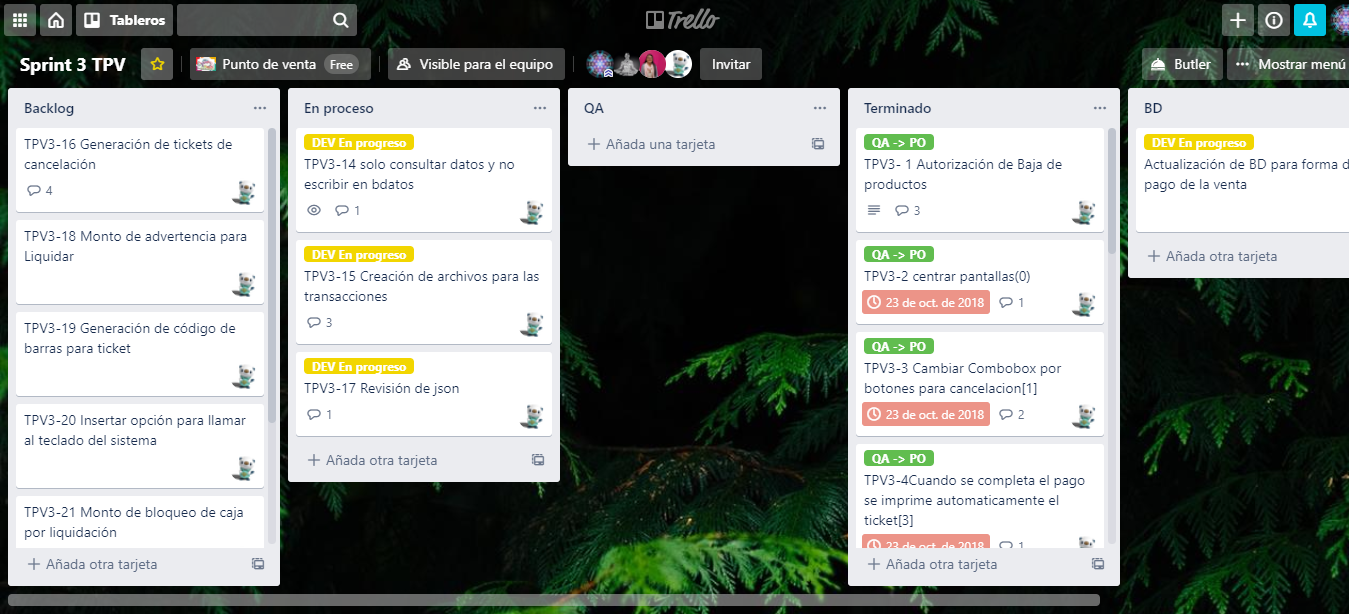 Tableros
Trello
Sprint 3 TPV
Punto de venta Free
Visible para el equipo
Invitar
Butler
Mostrar menú
Backlog
TPV3-16 Generación de tickets de
cancelación
4
TPV3-18 Monto de advertencia para
Liquidar
TPV3-19 Generación de código de
barras para ticket
TPV3-20 Insertar opción para llamar
al teclado del sistema
TPV3-21 Monto de bloqueo de caja
por liquidación
+ Añada otra tarjeta
En proceso
DEV En progreso
TPV3-14 solo consultar datos y no
escribir en bdatos
1
DEV En progreso
TPV3-15 Creación de archivos para las
transacciones
3
DEV En progreso
TPV3-17 Revisión de json
1
+ Añada otra tarjeta
QA
+ Añada una tarjeta
Terminado
QA -> PO
TPV3- 1 Autorización de Baja de
productos
3
QA -> PO
TPV3-2 centrar pantallas(0)
23 de oct. de 2018 1
QA -> PO
TPV3-3 Cambiar Combobox por
botones para cancelacion[1]
23 de oct. de 2018 2
QA -> PO
TPV3-4Cuando se completa el pago
se imprime automaticamente el
ticket[3]
23 de oct. de 2018 1
+ Añada otra tarjeta
BD
DEV En progreso
Actualización de BD para forma d
pago de la venta
+ Añada otra tarjeta